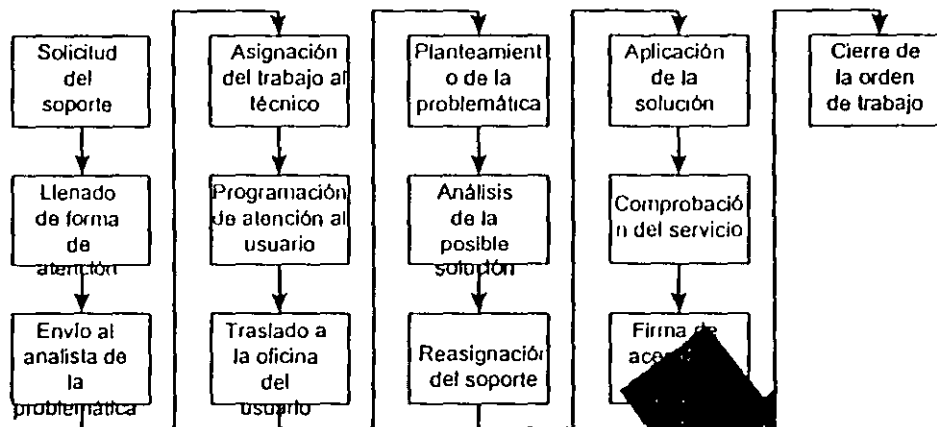 Solicitud
del
soporte
Llenado
de forma
de
atención
Envío al
analista de
la
problemática
Asignación
del trabajo al
técnico
Programación
de atención al
usuario
Traslado a
la oficina
del
usuario
Planteamient
o de la
problemática
Análisis
de la
posible
solución
Reasignación
del soporte
Aplicación
de la
solución
Comprobació
n del servicio
Firma de
Cierre de
la orden
de trabajo